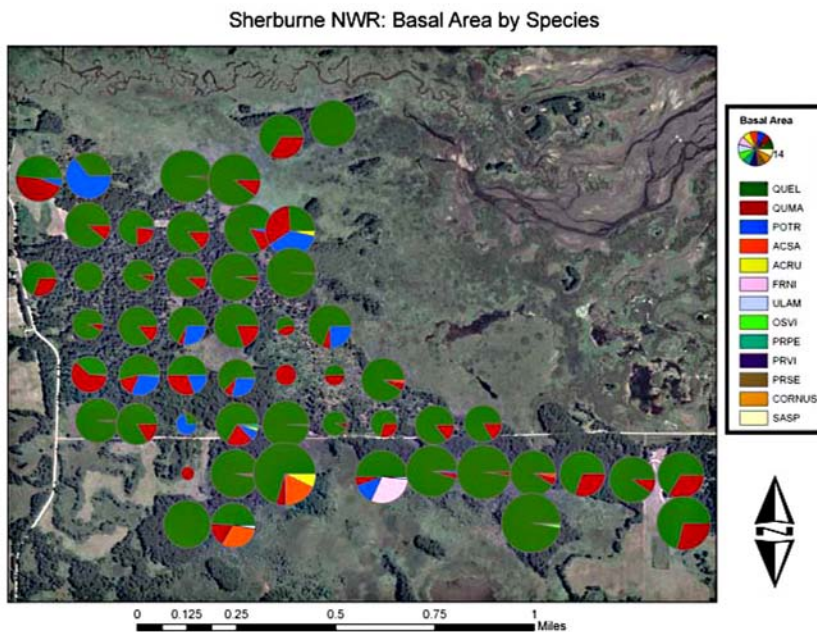 Sherburne NWR: Basal Area by Species
Basal Area
14
QUEL
QUMA
POTR
ACSA
ACRU
FRNI
ULAM
OSVI
PRPE
PRVI
PRSE
CORNUS
SASP
N
0 0.125 0.25 0.5 0.75 1
Miles